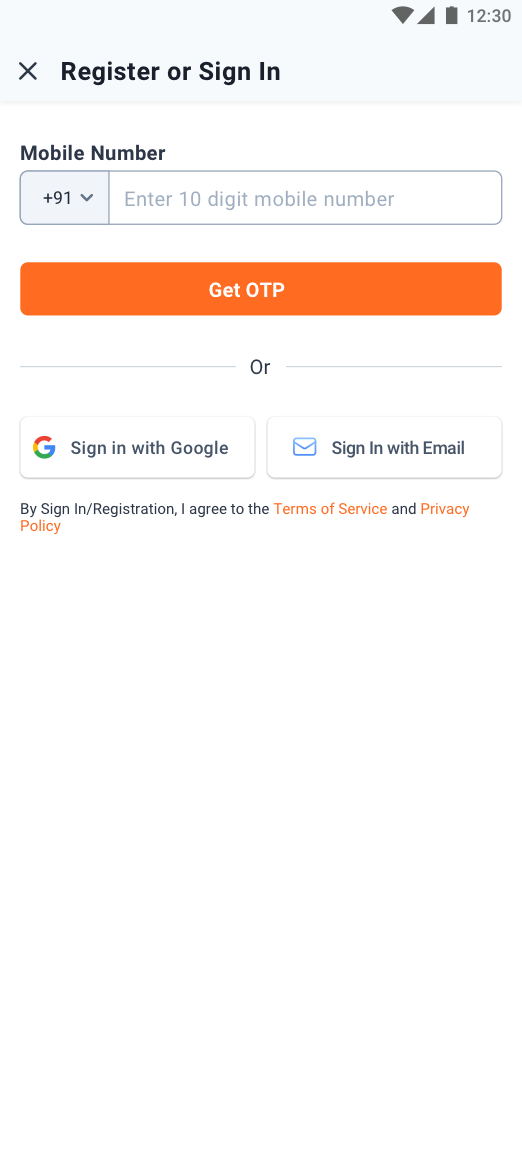 12:30
Register or Sign In
Mobile Number
+91 Enter 10 digit mobile number
Get OTP
Or
Sign in with Google Sign In with Email
By Sign In/Registration, I agree to the Terms of Service and Privacy
Policy